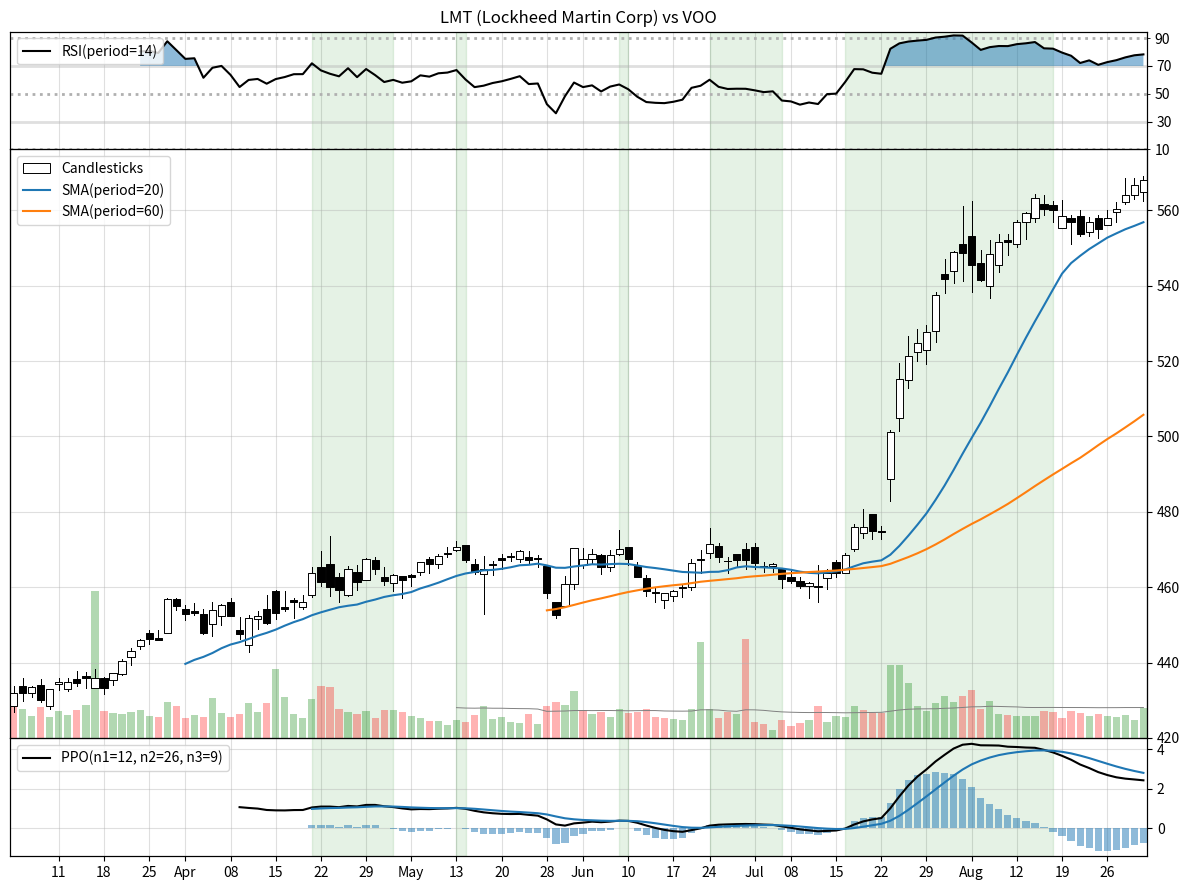 LMT (Lockheed Martin Corp) vs VOO
RSI(period=14)
90
70
50
30
10
Candlesticks
SMA(period=20)
SMA(period=60)
560
540
520
500
480
460
440
420
PPO(n1=12, n2=26, n3=9)
4
2
0
11 18 25 Apr 08 15 22 29 May 13 20 28 Jun 10 17 24 Jul 08 15 22 29 Aug 12 19 26